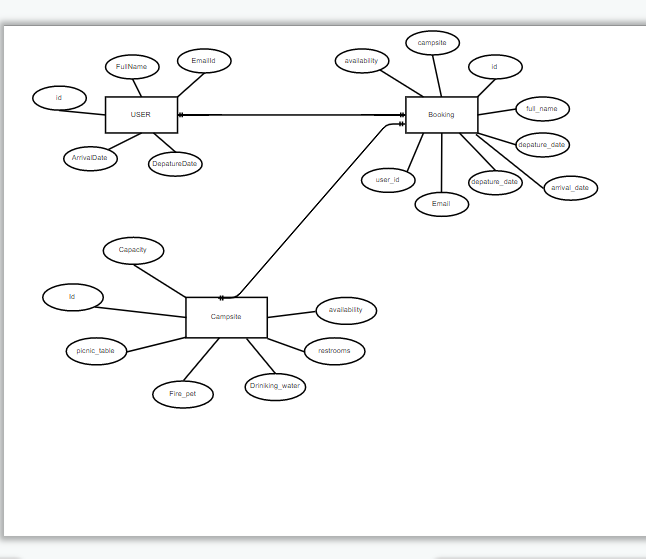 campsite
FullName
EmailId
availability
id
id
full_name
USER
Booking
depature_date
ArrivalDate
DepatureDate
user_id
depature_date
arrival_date
Email
Capacity
Id
availability
Campsite
picnic_table
restrooms
Fire_pet
Driniking_water